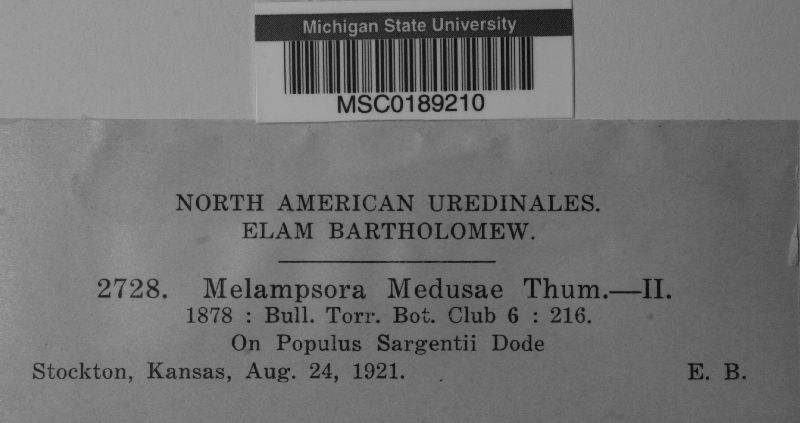 Michigan State University
MSC0189210
NORTH AMERICAN UREDINALES.
ELAM BARTHOLOMEW.
2728. Melampsora Medusae Thum.—II.
1878 : Bull. Torr. Bot. Club 6 : 216.
On Populus Sargentii Dode
Stockton, Kansas, Aug. 24, 1921. E. B.